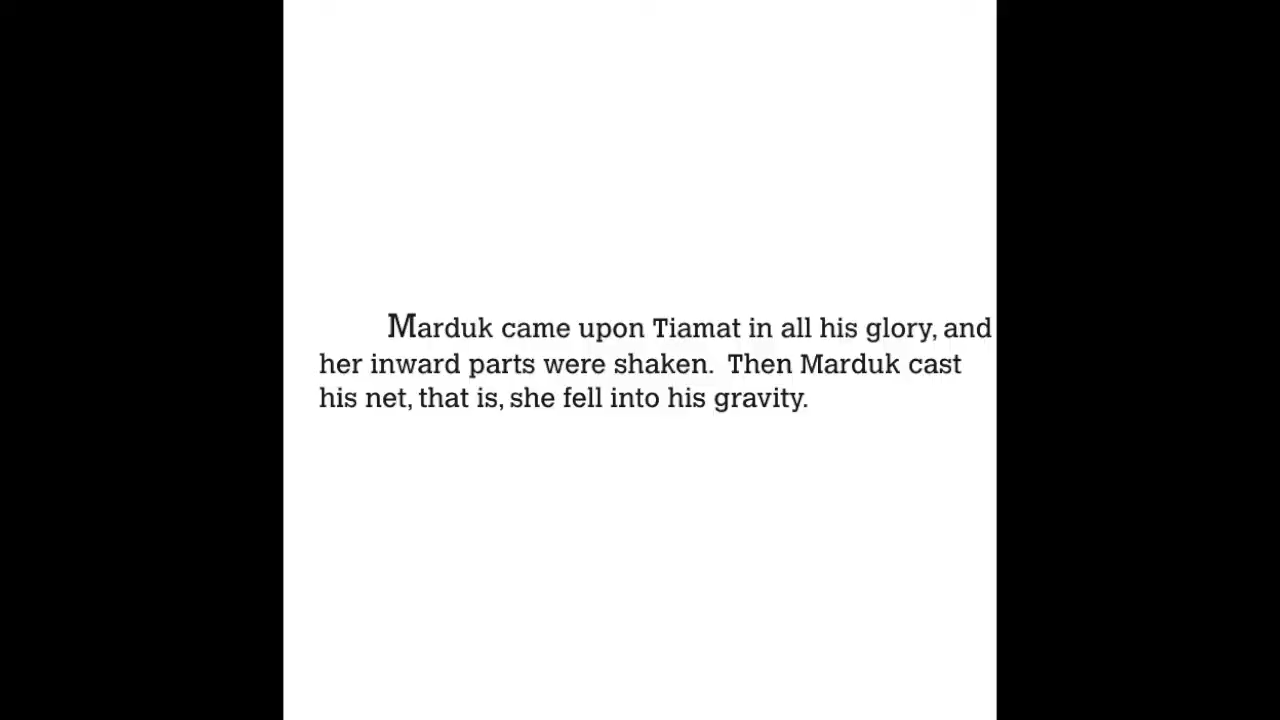 Marduk came upon Tiamat in all his glory, and
her inward parts were shaken.  Then Marduk cast
his net, that is, she fell into his gravity.